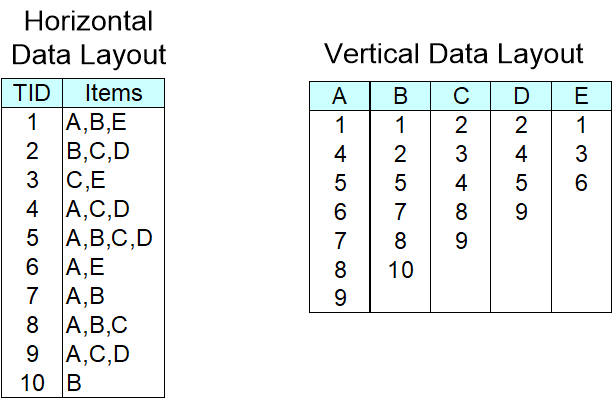 Horizontal
Data Layout
TID Items
1 A,B,E
2 B,C,D
3 C,E
4 A,C,D
5 A,B,C,D
6 A,E
7 A,B
8 A,B,C
9 A,C,D
10 B
Vertical Data Layout
A B C D E
1 1 2 2 1
4 2 3 4 3
5 5 4 5 6
6 7 8 9
7 8 9
8 10
9